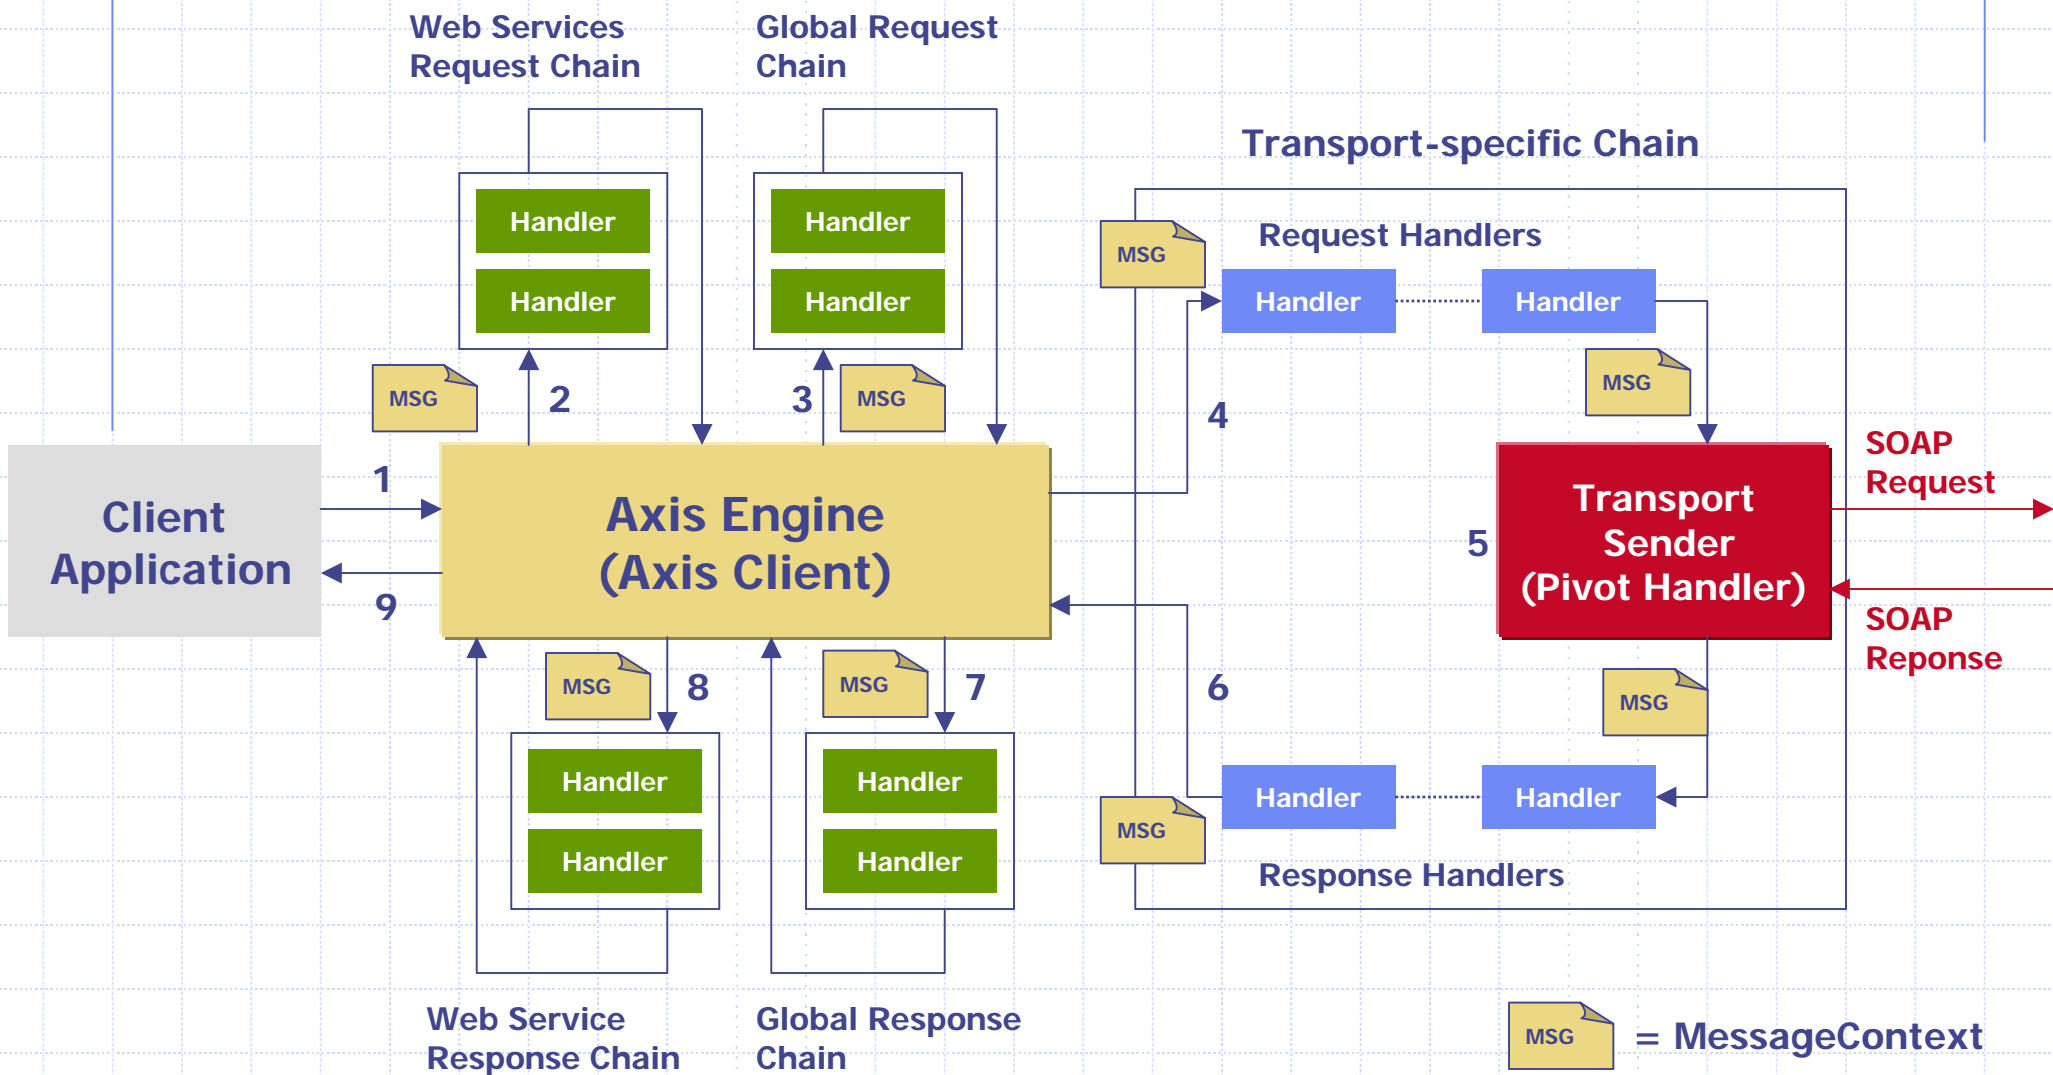 Web Services
Request Chain
Global Request
Chain
Transport-specific Chain
Handler
Handler
Handler
Handler
MSG
Request Handlers
Handler
Handler
MSG
2
3
MSG
4
MSG
SOAP
Request
1
Client
Application
9
Axis Engine
(Axis Client)
5
Transport
Sender
(Pivot Handler)
SOAP
Reponse
MSG
8
MSG
7
6
MSG
Handler
Handler
Handler
Handler
MSG
Handler
Handler
Response Handlers
Web Service
Response Chain
Global Response
Chain
MSG
= MessageContext